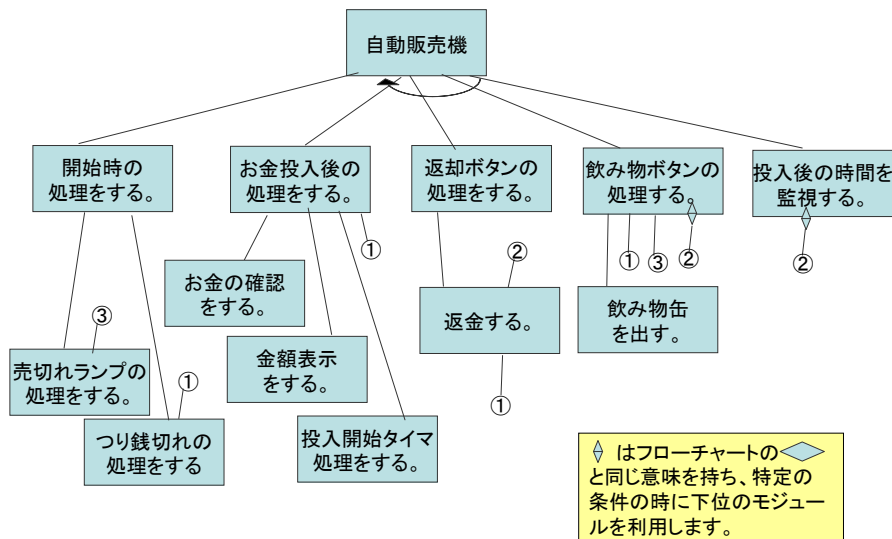 自動販売機
開始時の
処理をする。
お金投入後の
処理をする。
返却ボタンの
処理をする。
飲み物ボタンの
処理する。
投入後の時間を
監視する。
①
①
③
②
②
お金の確認
をする。
②
返金する。
飲み物缶
を出す。
③
売切れランプの
処理をする。
金額表示
をする。
①
①
つり銭切れの
処理をする
投入開始タイマ
処理をする。
はフローチャートの
と同じ意味を持ち、特定の
条件の時に下位のモジュー
ルを利用します。